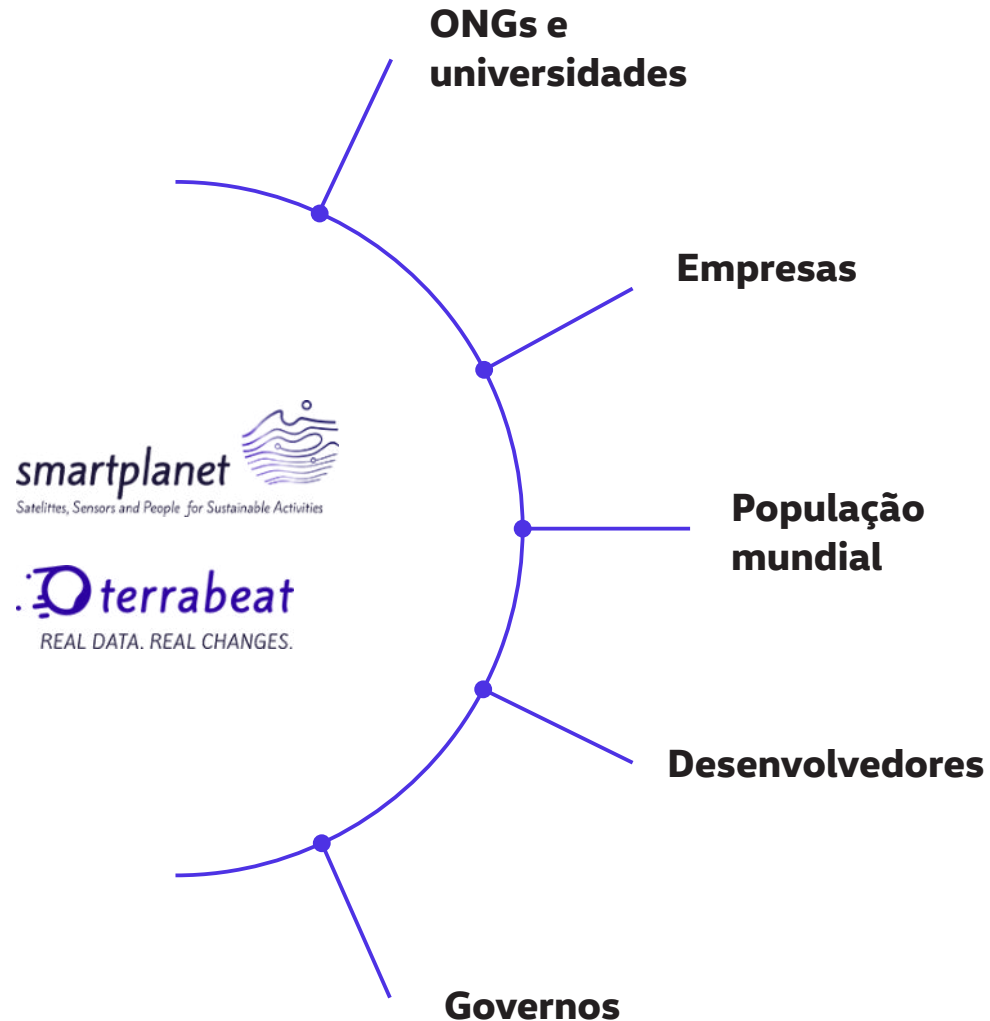 ONGs e
universidades
Empresas
smartplanet
Satelittes, Sensors and People for Sustainable Activities
População
mundial
terrabeat
REAL DATA. REAL CHANGES.
Desenvolvedores
Governos